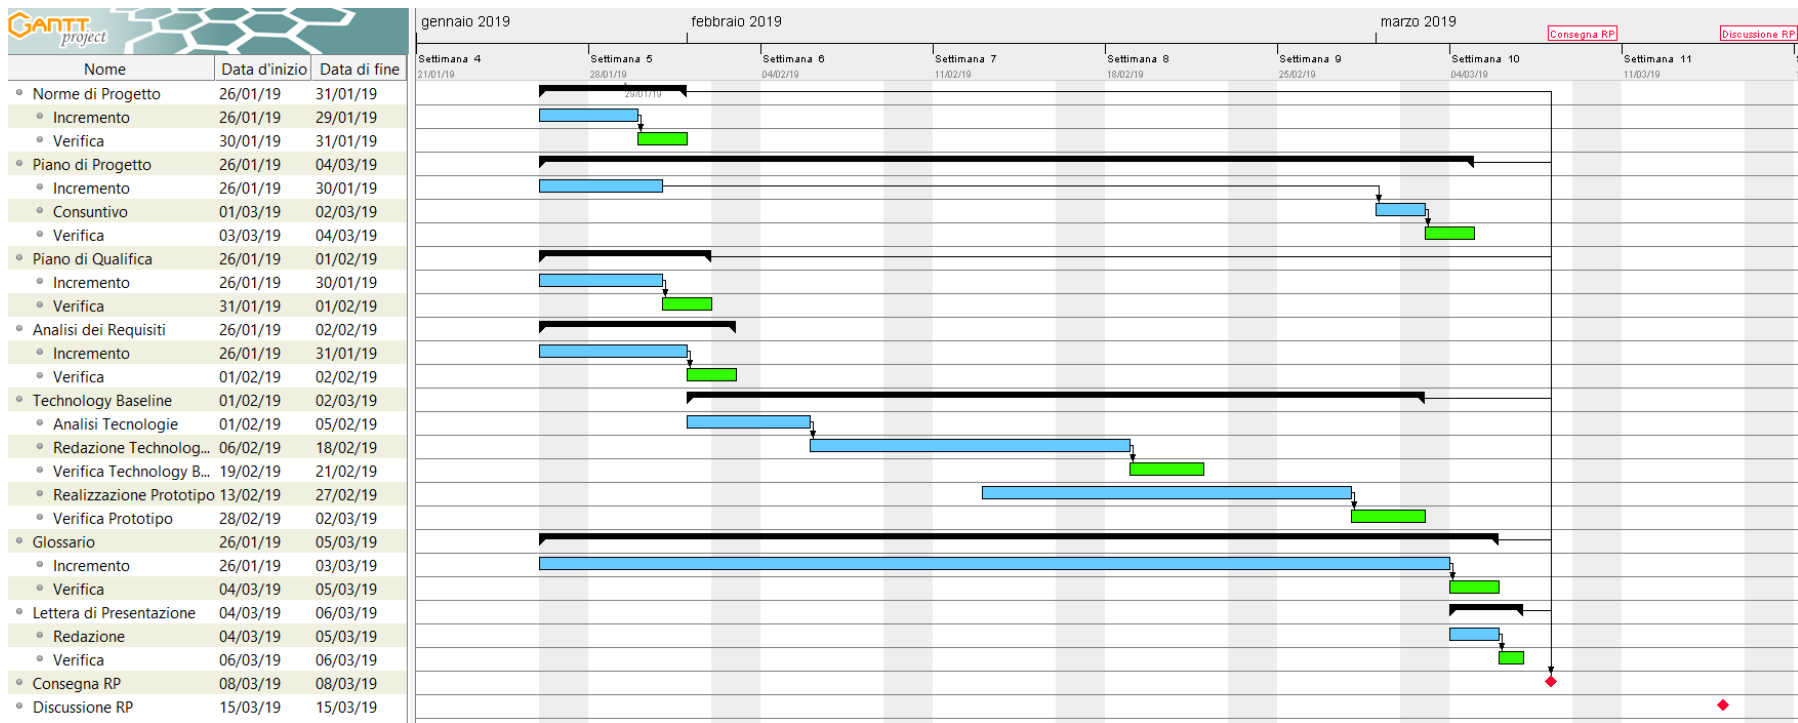 GANTT
project
gennaio 2019
febbraio 2019
marzo 2019
Consegna RP
Discussione RP
Nome Data d'inizio Data di fine
Settimana 4 Settimana 5 Settimana 6 Settimana 7 Settimana 8 Settimana 9 Settimana 10 Settimana 11
21/01/19 28/01/19 04/02/19 11/02/19 18/02/19 25/02/19 04/03/19 11/03/19
Norme di Progetto 26/01/19 31/01/19
29/01/19
Incremento 26/01/19 29/01/19
Verifica 30/01/19 31/01/19
Piano di Progetto 26/01/19 04/03/19
Incremento 26/01/19 30/01/19
Consuntivo 01/03/19 02/03/19
Verifica 03/03/19 04/03/19
Piano di Qualifica 26/01/19 01/02/19
Incremento 26/01/19 30/01/19
Verifica 31/01/19 01/02/19
Analisi dei Requisiti 26/01/19 02/02/19
Incremento 26/01/19 31/01/19
Verifica 01/02/19 02/02/19
Technology Baseline 01/02/19 02/03/19
Analisi Tecnologie 01/02/19 05/02/19
Redazione Technolog... 06/02/19 18/02/19
Verifica Technology B... 19/02/19 21/02/19
Realizzazione Prototipo 13/02/19 27/02/19
Verifica Prototipo 28/02/19 02/03/19
Glossario 26/01/19 05/03/19
Incremento 26/01/19 03/03/19
Verifica 04/03/19 05/03/19
Lettera di Presentazione 04/03/19 06/03/19
Redazione 04/03/19 05/03/19
Verifica 06/03/19 06/03/19
Consegna RP 08/03/19 08/03/19
Discussione RP 15/03/19 15/03/19